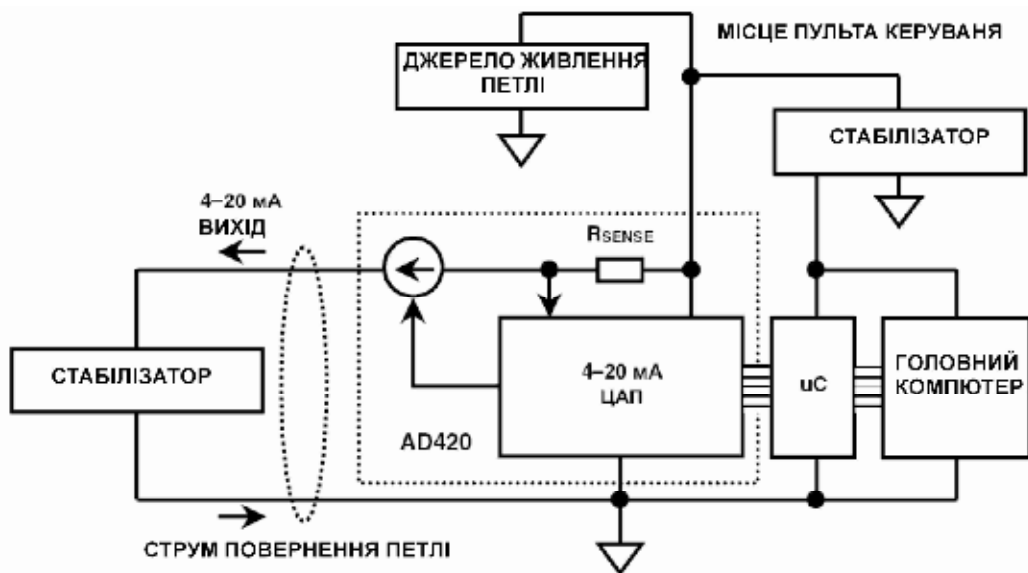 МІСЦЕ ПУЛЬТА КЕРУВАНЯ
ДЖЕРЕЛО ЖИВЛЕННЯ
ПЕТЛІ
СТАБІЛІЗАТОР
4–20 мА
ВИХІД
RSENSE
СТАБІЛІЗАТОР
4–20 мА
ЦАП
uC
ГОЛОВНИЙ
КОМПЮТЕР
AD420
СТРУМ ПОВЕРНЕННЯ ПЕТЛІ